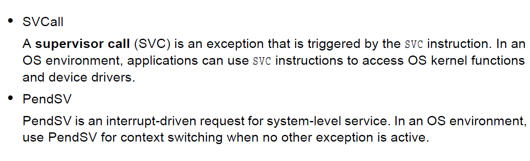 • SVCall
A supervisor call (SVC) is an exception that is triggered by the SVC instruction. In an
OS environment, applications can use SVC instructions to access OS kernel functions
and device drivers.
• PendSV
PendSV is an interrupt-driven request for system-level service. In an OS environment,
use PendSV for context switching when no other exception is active.